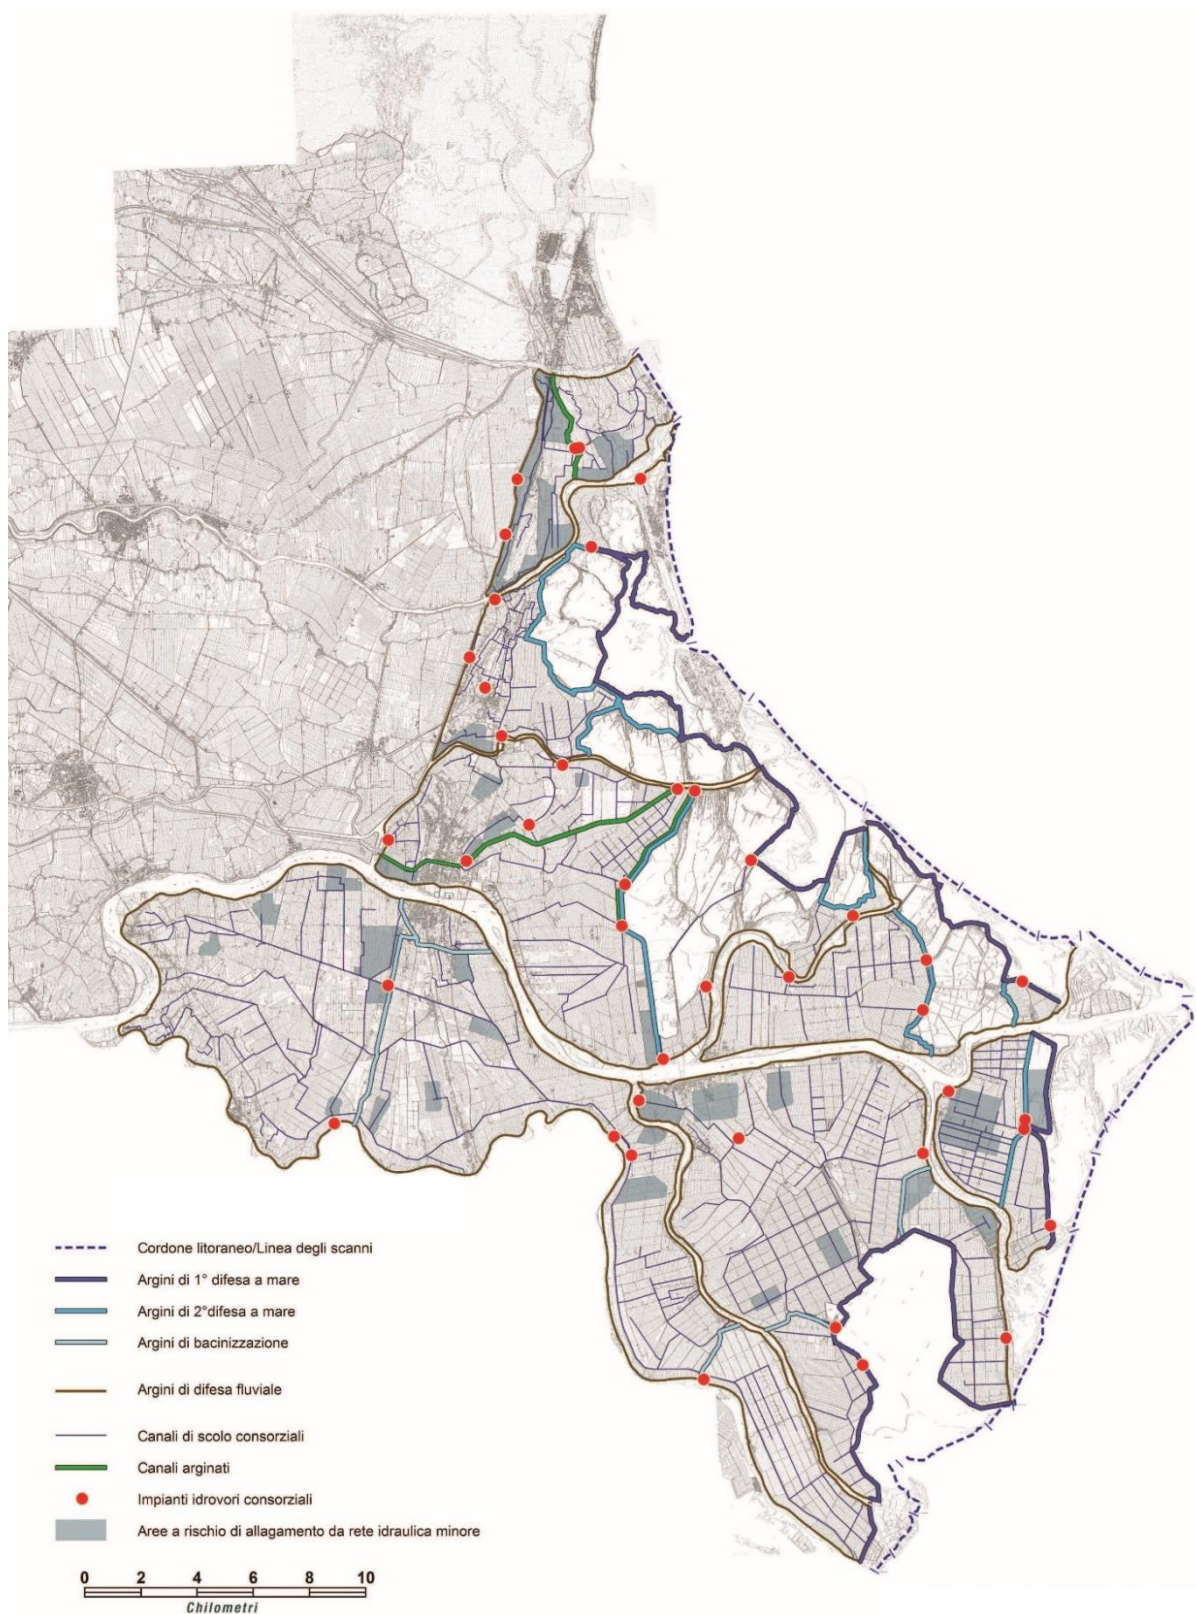 Cordone litoraneo/Linea degli scanni
Argini di 1° difesa a mare
Argini di 2°difesa a mare
Argini di bacinizzazione
Argini di difesa fluviale
Canali di scolo consorziali
Canali arginati
Impianti idrovori consorziali
Aree a rischio di allagamento da rete idraulica minore
0 2 4 6 8 10
Chilometri